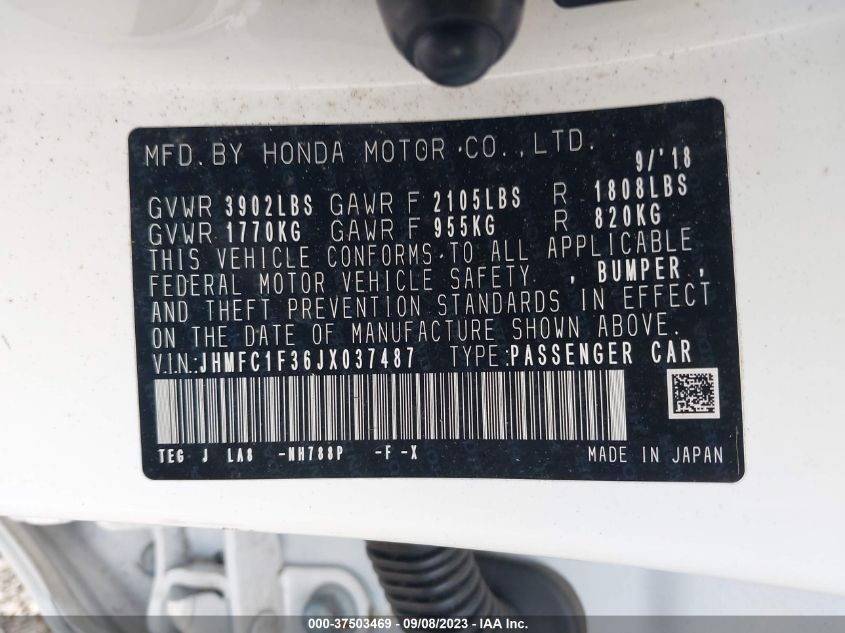 MFD. BY HONDA MOTOR CO., LTD. 9/'18
GVWR 3902LBS GAWR F 2105LBS R 1808LBS
GVWR 1770KG GAWR F 955KG R 820KG
THIS VEHICLE CONFORMS TO ALL APPLICABLE
FEDERAL MOTOR VEHICLE SAFETY , BUMPER ,
AND THEFT PREVENTION STANDARDS IN EFFECT
ON THE DATE OF MANUFACTURE SHOWN ABOVE.
V.I.N.:JHMFC1F36JX037487 TYPE:PASSENGER CAR
TEG J LA8 -NH788P -F -X MADE IN JAPAN
000-37503469 - 09/08/2023 - IAA Inc.